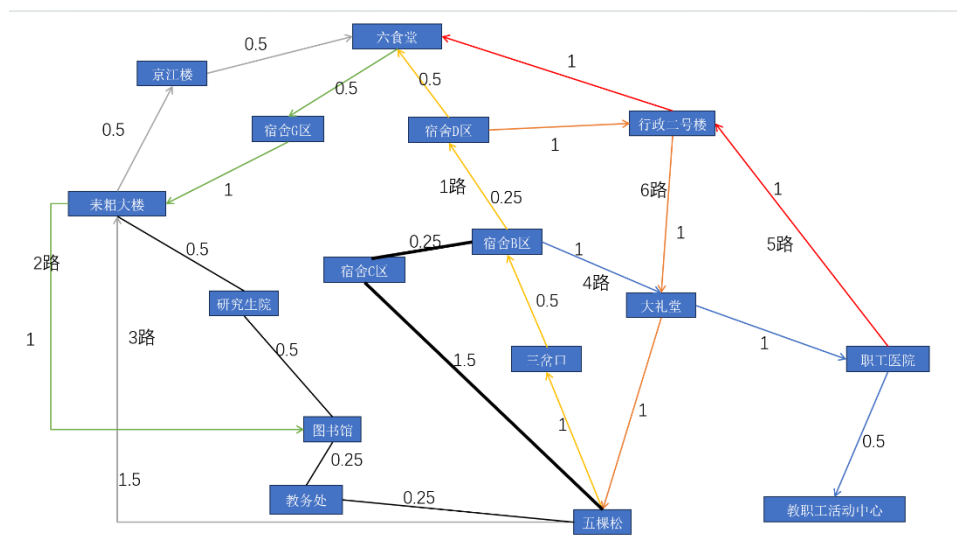 六食堂
0.5
1
京江楼
0.5
0.5
0.5
宿舍G区
宿舍D区
行政二号楼
1
1
1路
0.25
6路
1
耒耜大楼
0.5
宿舍B区
1
5路
0.25
1
2路
宿舍C区
4路
研究生院
0.5
大礼堂
3路
1
0.5
1
三岔口
1
职工医院
1.5
1
1
图书馆
0.5
0.25
1.5
教务处
0.25
五棵松
教职工活动中心